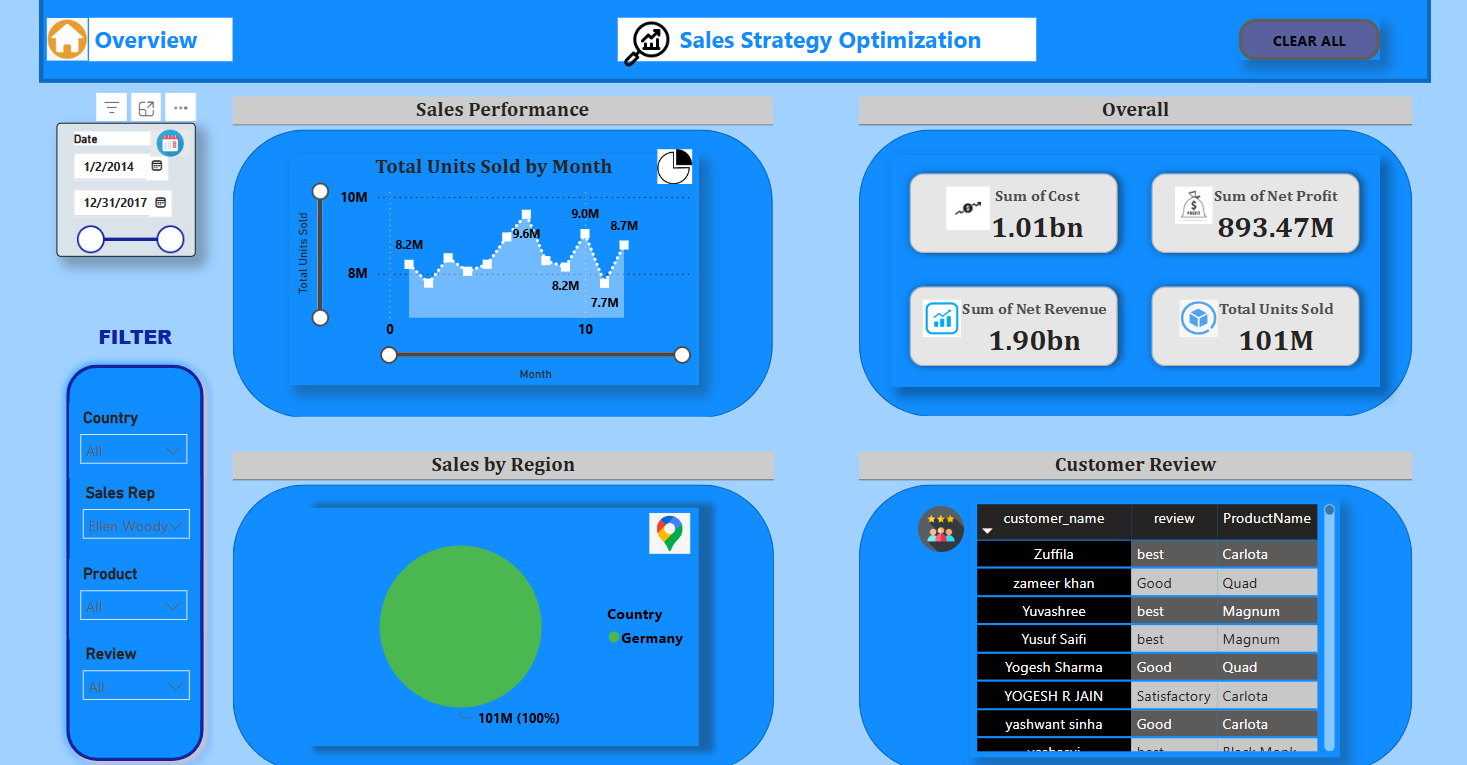 Overview
Sales Strategy Optimization
CLEAR ALL
Date
1/2/2014
12/31/2017
FILTER
Country
All
Sales Rep
Ellen Woody
Product
All
Review
All
Sales Performance
Total Units Sold by Month
Total Units Sold
10M
8M
8.2M
9.6M
9.0M
8.2M
7.7M
8.7M
0
10
Month
Overall
Sum of Cost
1.01bn
Sum of Net Profit
PROFIT
893.47M
Sum of Net Revenue
1.90bn
Total Units Sold
101M
Sales by Region
Country
Germany
101M (100%)
Customer Review
customer_name review ProductName
Zuffila best Carlota
zameer khan Good Quad
Yuvashree best Magnum
Yusuf Saifi best Magnum
Yogesh Sharma Good Quad
YOGESH R JAIN Satisfactory Carlota
yashwant sinha Good Carlota